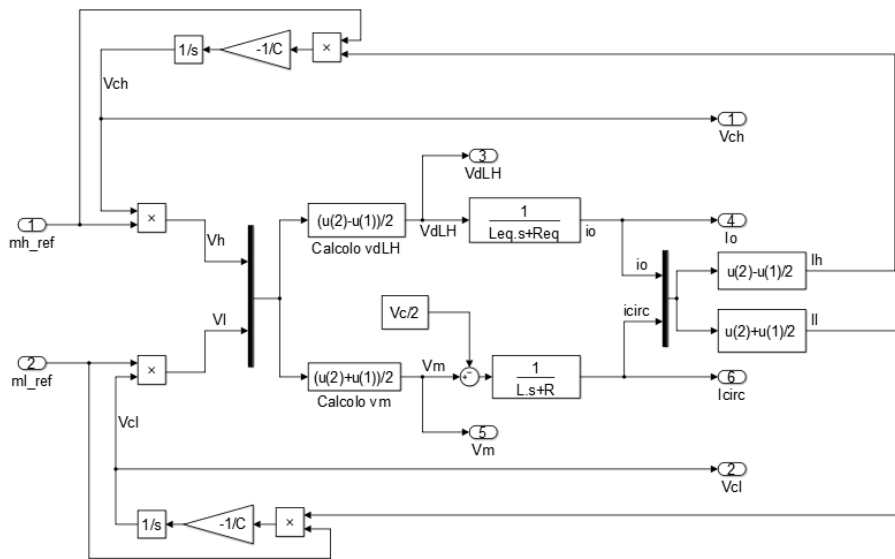 1/s
-1/C
×
Vch
1
Vch
3
VdLH
1
mh_ref
×
Vh
(u(2)-u(1))/2
Calcolo vdLH
VdLH
1
Leq.s+Req
io
4
Io
io
u(2)-u(1)/2
Ih
Vc/2
icirc
u(2)+u(1)/2
Il
Vl
2
ml_ref
×
(u(2)+u(1))/2
Calcolo vm
Vm
+
−
1
L.s+R
6
Icirc
5
Vm
Vcl
2
Vcl
1/s
-1/C
×